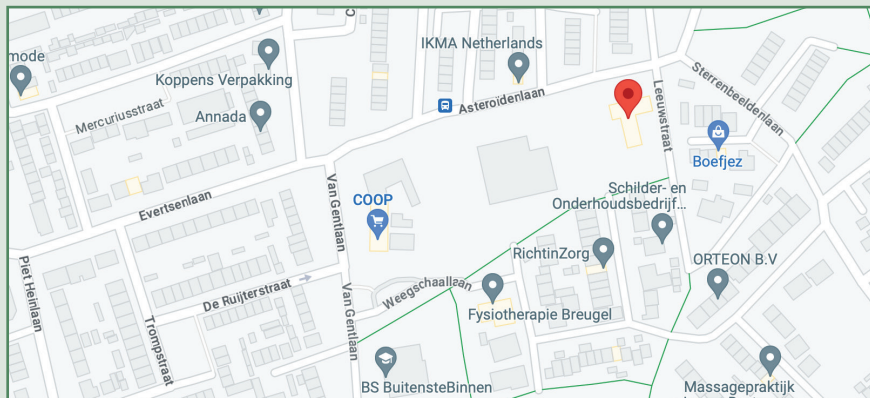 mode
IKMA Netherlands
Koppens Verpakking
Mercuriusstraat
Annada
Asteroïdenlaan
Leeuwstraat
Sterrenbeeldenlaan
Boefjez
Evertsenlaan
Van Gentlaan
COOP
Schilder- en
Onderhoudsbedrijf...
RichtinZorg
ORTEON B.V
Piet Heinlaan
De Ruijterstraat
Trompstraat
Van Gentlaan
Weegschaallaan
Fysiotherapie Breugel
BS BuitensteBinnen
Massagepraktijk